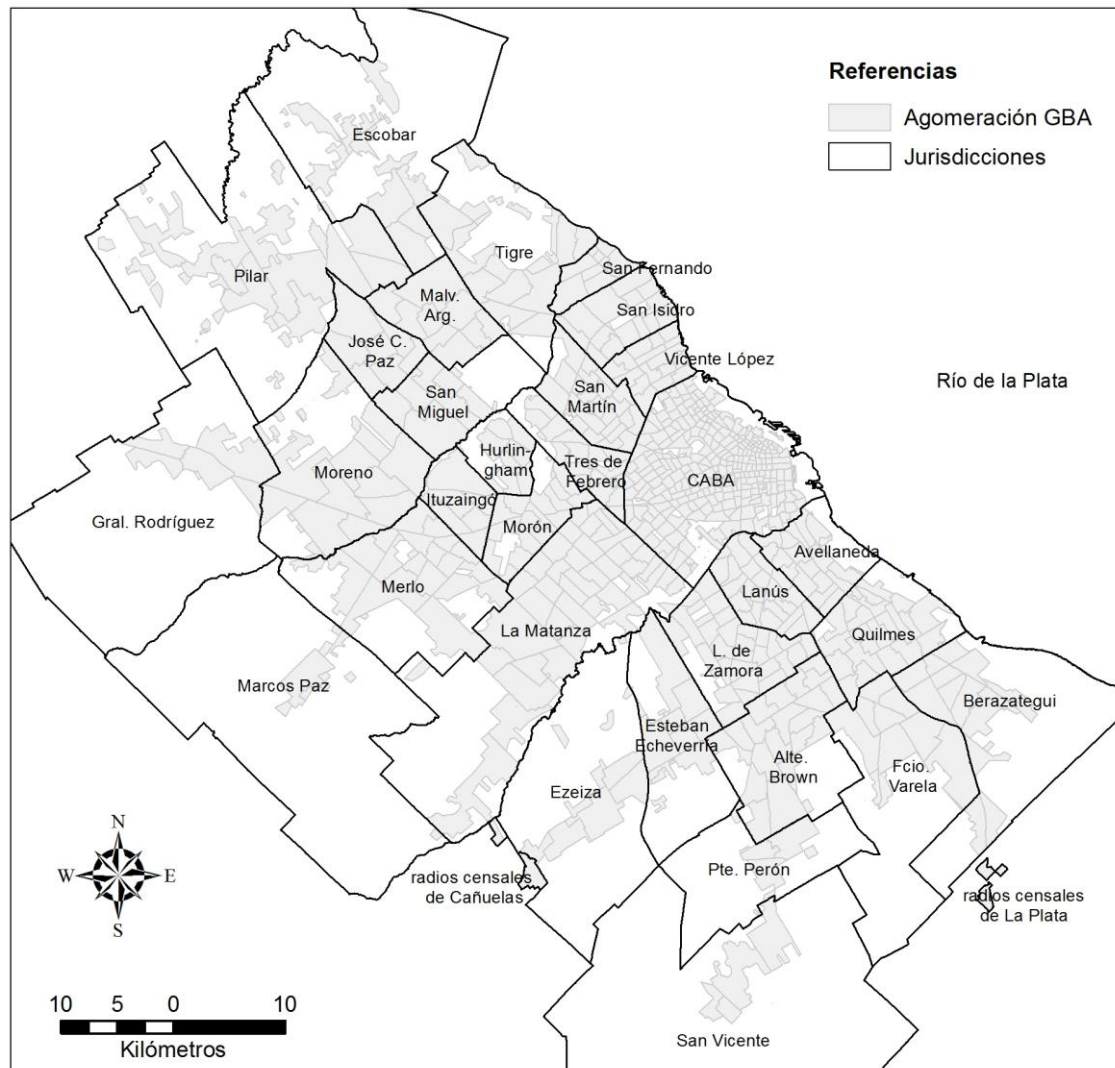 Referencias
Agomeración GBA
Jurisdicciones
Escobar
Pilar
Tigre
San Fernando
Malv.
Arg.
San Isidro
José C.
Paz
Vicente López
San
Miguel
San
Martín
Río de la Plata
Hurlin-
gham
Tres de
Febrero
Moreno
CABA
Ituzaingó
Gral. Rodríguez
Morón
Avellaneda
Merlo
Lanús
La Matanza
Quilmes
L. de
Zamora
Marcos Paz
Berazategui
Esteban
Echeverría
Alte.
Brown
Fcio.
Varela
Ezeiza
N
W
E
S
radios censales
de Cañuelas
Pte. Perón
radios censales
de La Plata
10 5 0 10
Kilómetros
San Vicente